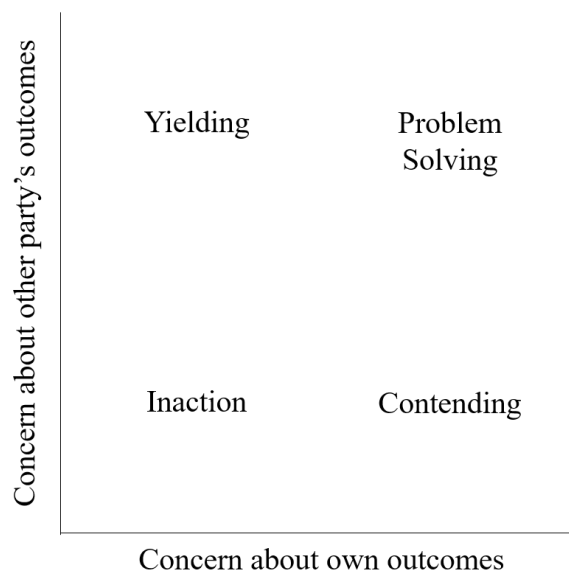 Concern about other party's outcomes
Yielding
Problem
Solving
Inaction
Contending
Concern about own outcomes